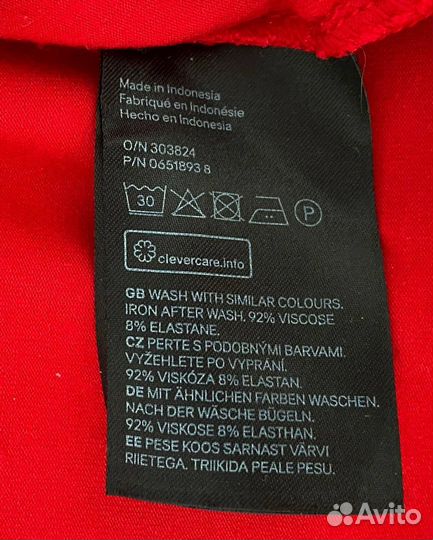 Made in Indonesia
Fabriqué en Indonésie
Hecho en Indonesia
O/N 303824
P/N 0651893 8
30
P
clevercare.info
GB WASH WITH SIMILAR COLOURS.
IRON AFTER WASH. 92% VISCOSE
8% ELASTANE.
CZ PERTE S PODOBNÝMI BARVAMI.
VYŽEHLETE PO VYPRÁNÍ.
92% VISKÓZA 8% ELASTAN.
DE MIT ÄHNLICHEN FARBEN WASCHEN.
NACH DER WÄSCHE BÜGELN.
92% VISKOSE 8% ELASTHAN.
EE PESE KOOS SARNAST VÄRVI
RIIETEGA. TRIIKIDA PEALE PESU.
Avito